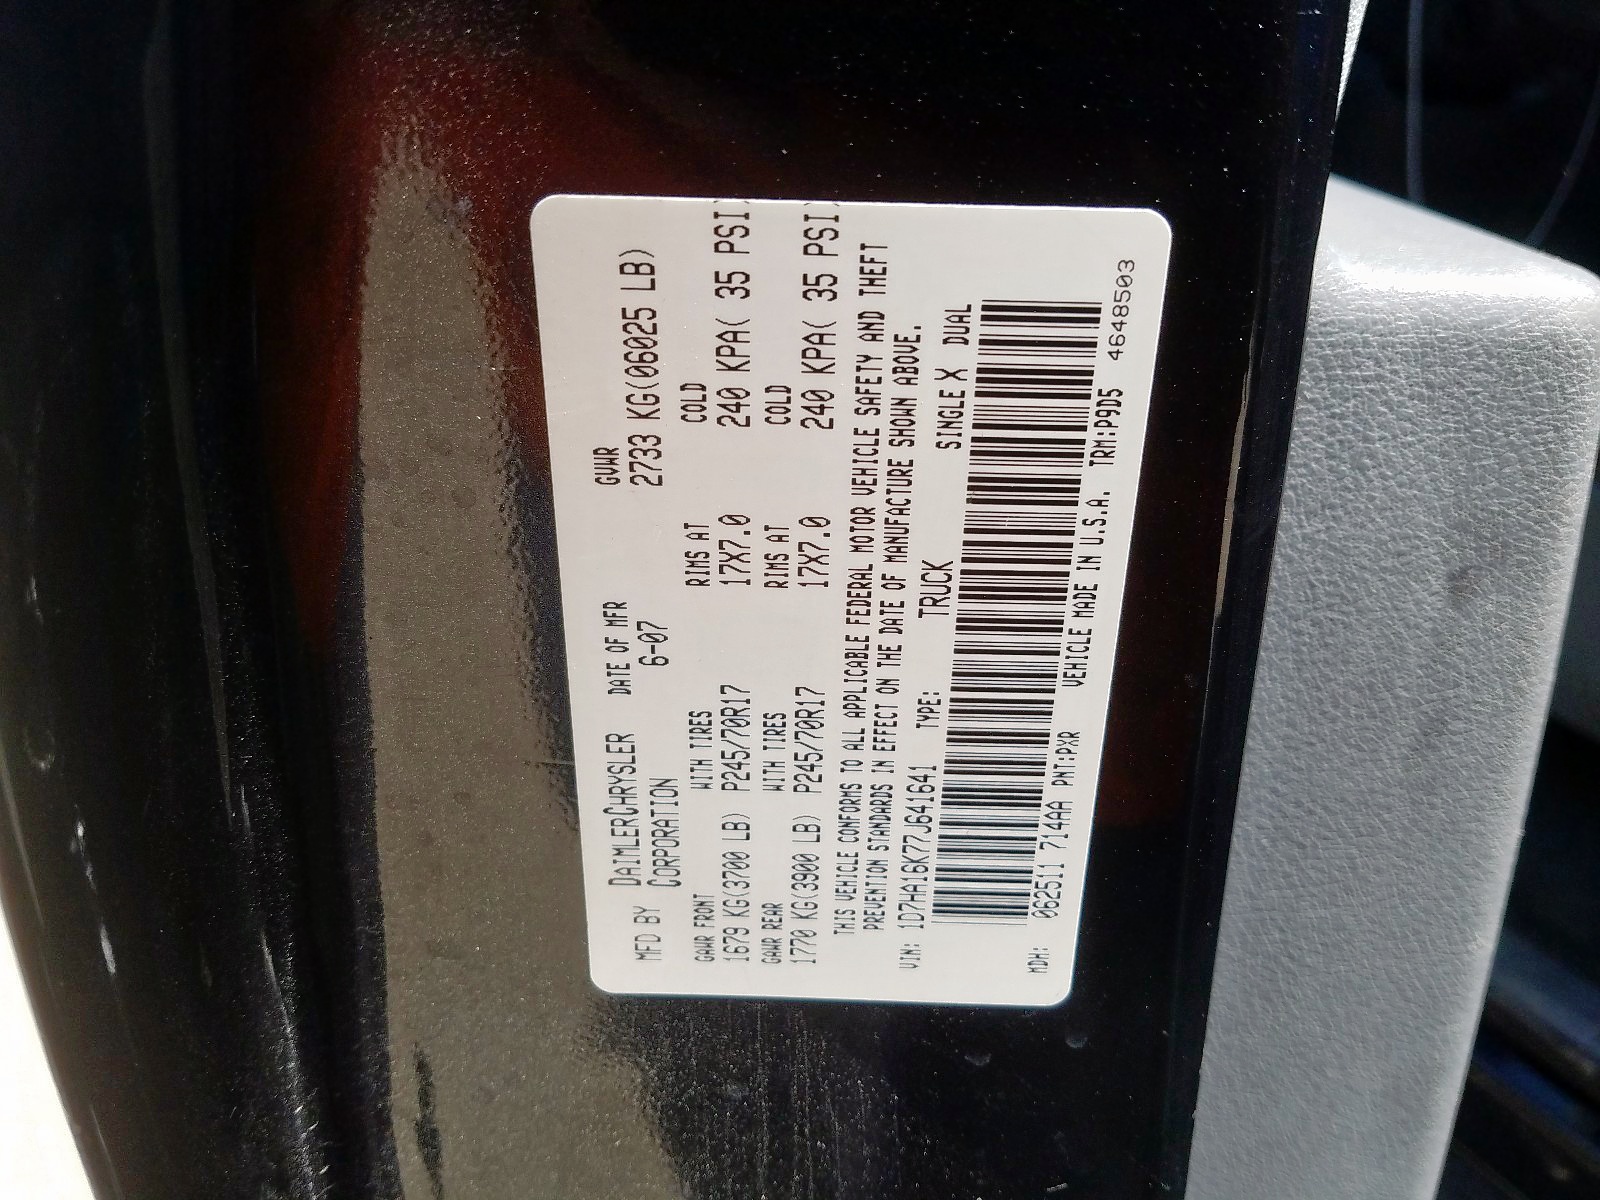 MFD BY DAIMLERCHRYSLER DATE OF MFR GVWR
CORPORATION 6-07 2733 KG(06025 LB)
GAWR FRONT WITH TIRES RIMS AT COLD
1679 KG(3700 LB) P245/70R17 17X7.0 240 KPA( 35 PSI)
GAWR REAR WITH TIRES RIMS AT COLD
1770 KG(3900 LB) P245/70R17 17X7.0 240 KPA( 35 PSI)
THIS VEHICLE CONFORMS TO ALL APPLICABLE FEDERAL MOTOR VEHICLE SAFETY AND THEFT
PREVENTION STANDARDS IN EFFECT ON THE DATE OF MANUFACTURE SHOWN ABOVE.
VIN: 1D7HA16K77J641641 TYPE: TRUCK SINGLE X DUAL
MDH: 062511 714AA PNT:PXR VEHICLE MADE IN U.S.A. TRM:P9D5 4648503